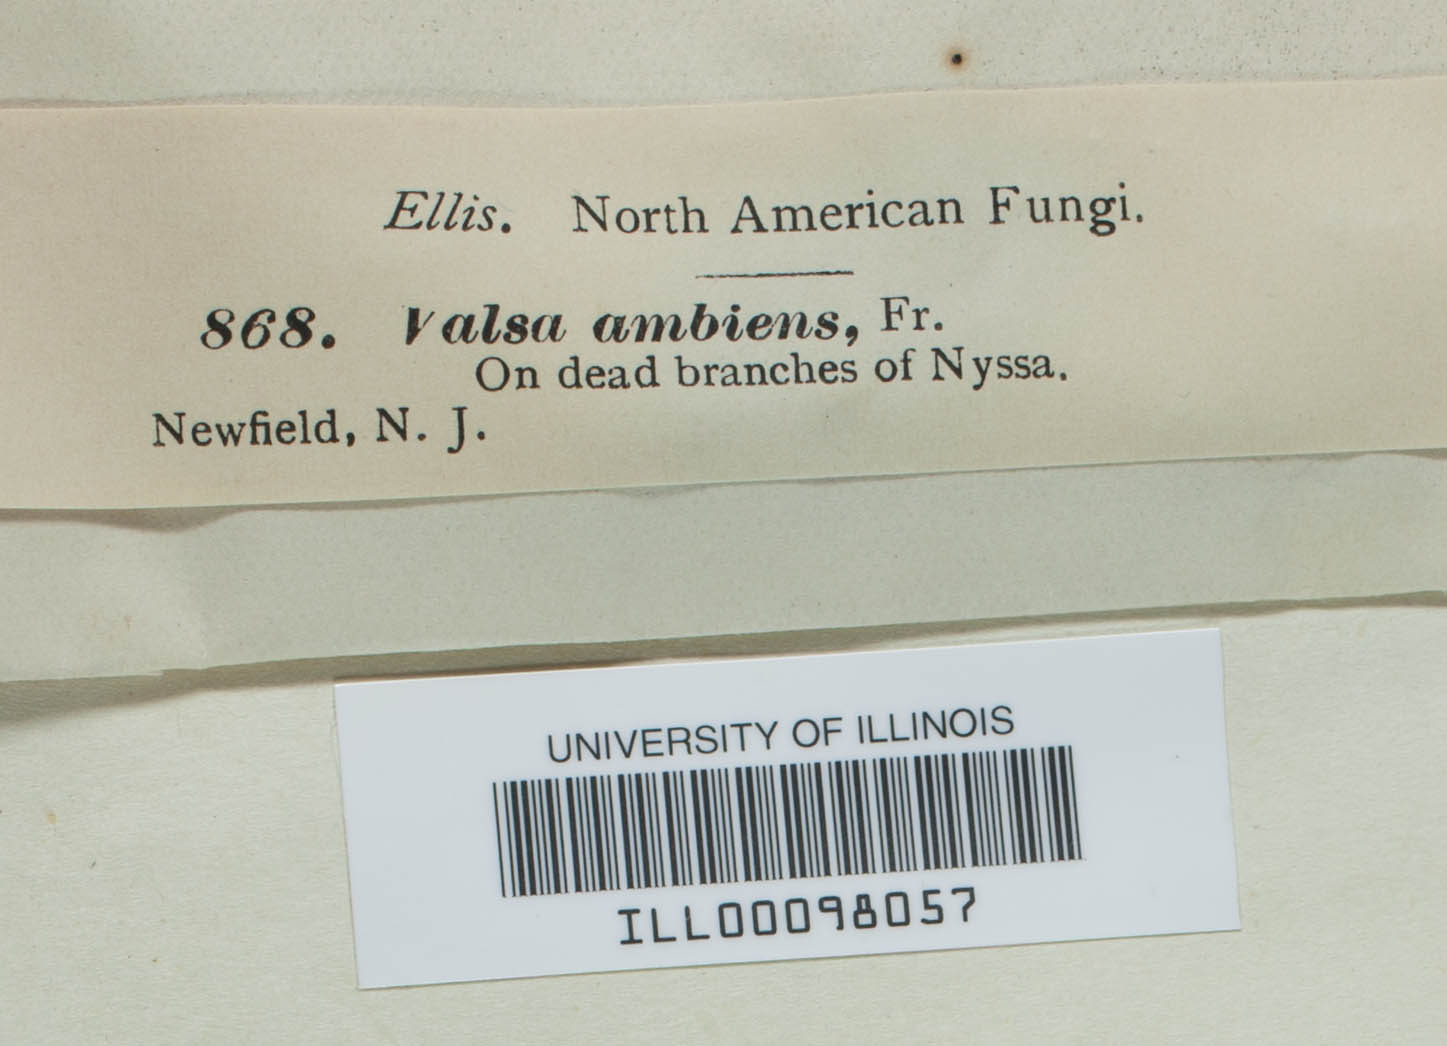 Ellis. North American Fungi.
868. Valsa ambiens, Fr.
On dead branches of Nyssa.
Newfield, N. J.
UNIVERSITY OF ILLINOIS
ILL00098057